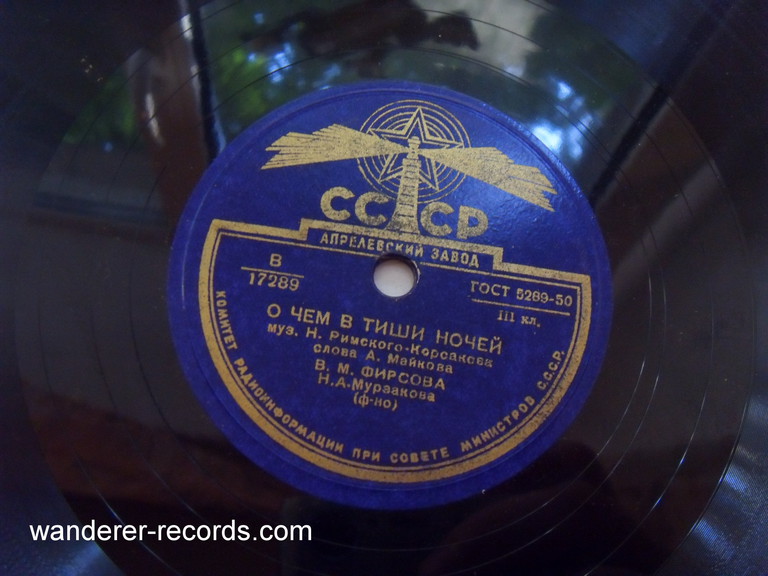 СССР
АПРЕЛЕВСКИЙ ЗАВОД
В
17289
ГОСТ 5289-50
III кл.
О ЧЕМ В ТИШИ НОЧЕЙ
муз. Н. Римского-Корсакова
слова А. Майкова
В. М. ФИРСОВА
Н.А.Мурзакова
(ф-но)
КОМИТЕТ РАДИОИНФОРМАЦИИ ПРИ СОВЕТЕ МИНИСТРОВ С.С.С.Р.
wanderer-records.com